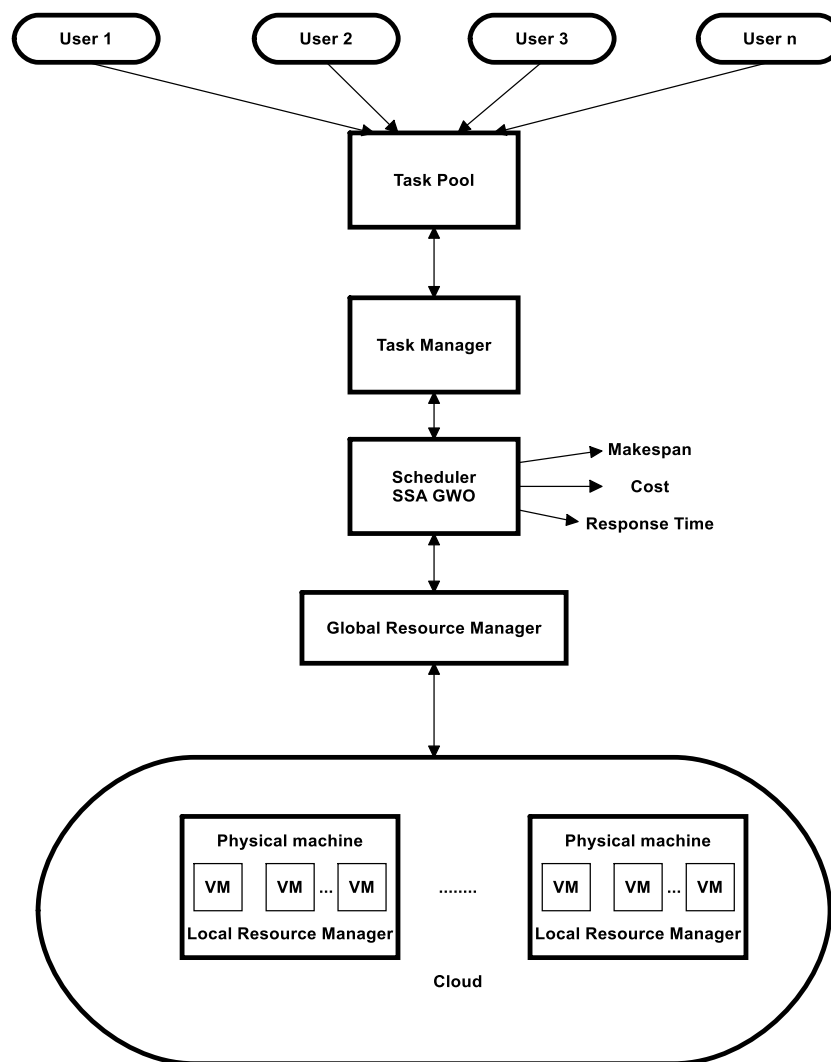 User 1
User 2
User 3
User n
Task Pool
Task Manager
Scheduler
SSA GWO
Makespan
Cost
Response Time
Global Resource Manager
Physical machine
VM VM ... VM
Local Resource Manager
........
Physical machine
VM VM ... VM
Local Resource Manager
Cloud